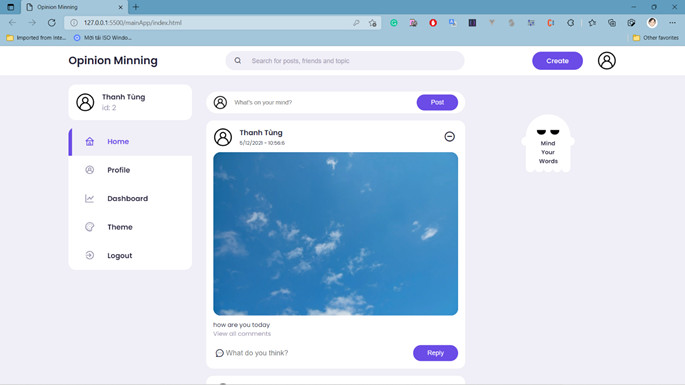 Opinion Minning
127.0.0.1:5500/mainApp/index.html
Imported from Inte...
Mời tải ISO Windo...
Other favorites
Opinion Minning
Search for posts, friends and topic
Create
Thanh Tùng
id: 2
Home
Profile
Dashboard
Theme
Logout
What's on your mind?
Post
Thanh Tùng
5/12/2021 - 10:56:6
how are you today
View all comments
What do you think?
Reply
Mind
Your
Words